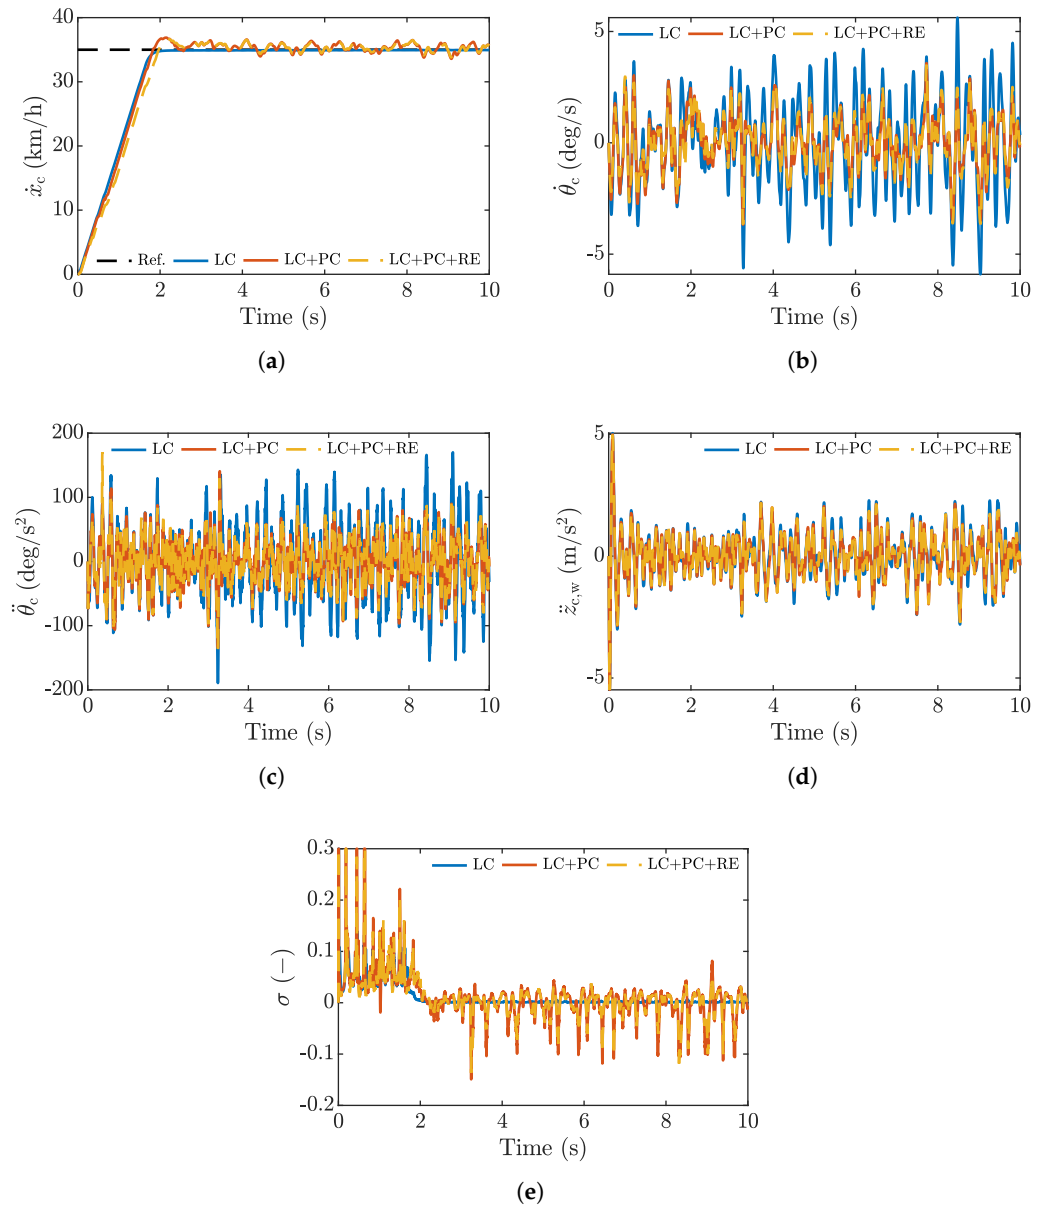 40
30
20
10
0
ẋc (km/h)
Ref. LC LC+PC LC+PC+RE
0 2 4 6 8 10
Time (s)
(a)
5
0
-5
θ̇c (deg/s)
LC LC+PC LC+PC+RE
0 2 4 6 8 10
Time (s)
(b)
200
100
0
-100
-200
θ̈c (deg/s²)
LC LC+PC LC+PC+RE
0 2 4 6 8 10
Time (s)
(c)
5
0
-5
z̈c,w (m/s²)
LC LC+PC LC+PC+RE
0 2 4 6 8 10
Time (s)
(d)
0.3
0.2
0.1
0
-0.1
-0.2
σ (−)
LC LC+PC LC+PC+RE
0 2 4 6 8 10
Time (s)
(e)